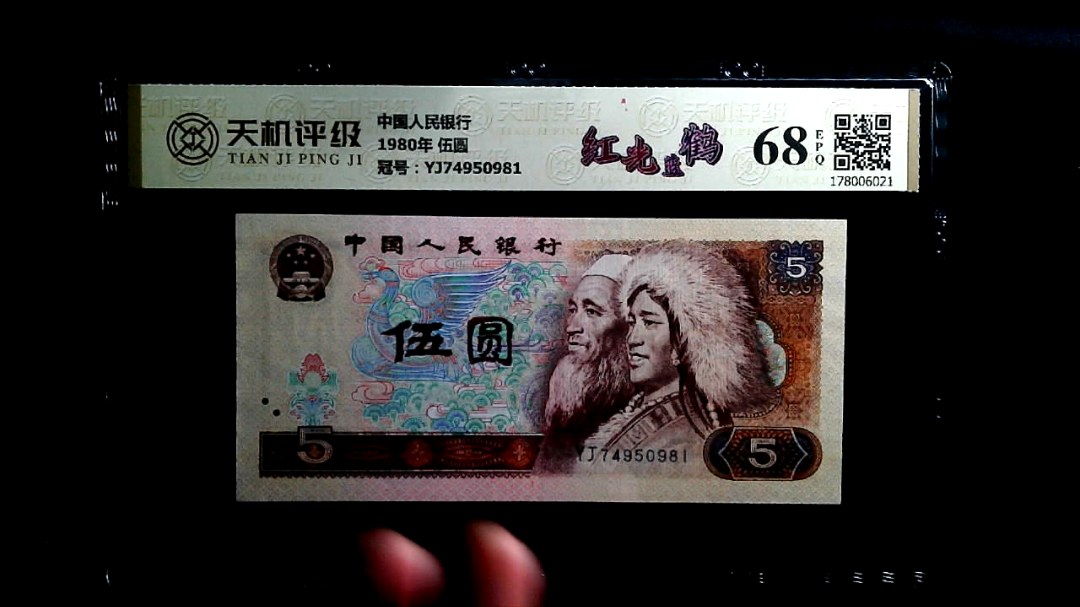 天机评级
TIAN JI PING JI
中国人民银行
1980年 伍圆
冠号：YJ74950981
红光 鹤
68
EPQ
178006021
中国人民银行
5
伍圆
5
YJ74950981
5